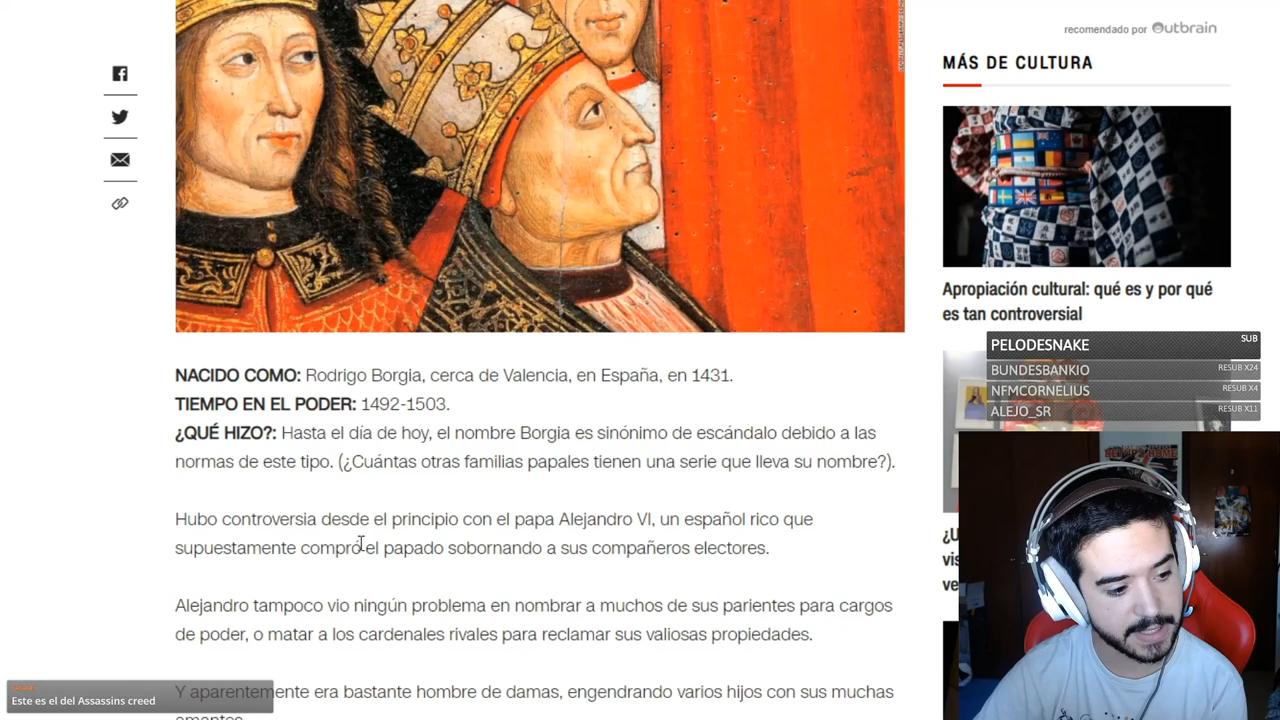 recomendado por Outbrain
MÁS DE CULTURA
Apropiación cultural: qué es y por qué
es tan controversial
PELODESNAKE SUB
BUNDESBANKIO RESUB X24
NFMCORNELIUS RESUB X4
ALEJO_SR RESUB X11
NACIDO COMO: Rodrigo Borgia, cerca de Valencia, en España, en 1431.
TIEMPO EN EL PODER: 1492-1503.
¿QUÉ HIZO?: Hasta el día de hoy, el nombre Borgia es sinónimo de escándalo debido a las
normas de este tipo. (¿Cuántas otras familias papales tienen una serie que lleva su nombre?).
Hubo controversia desde el principio con el papa Alejandro VI, un español rico que
supuestamente compró el papado sobornando a sus compañeros electores.
Alejandro tampoco vio ningún problema en nombrar a muchos de sus parientes para cargos
de poder, o matar a los cardenales rivales para reclamar sus valiosas propiedades.
Y aparentemente era bastante hombre de damas, engendrando varios hijos con sus muchas
amantes
Este es el del Assassins creed